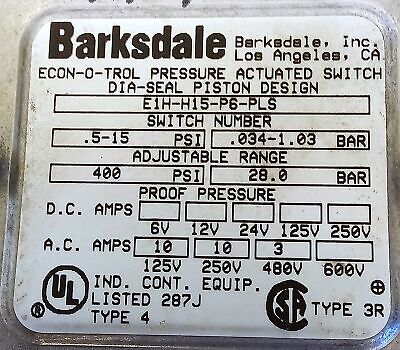 Barksdale Barksdale, Inc.
Los Angeles, CA
ECON-O-TROL PRESSURE ACTUATED SWITCH
DIA-SEAL PISTON DESIGN
E1H-H15-P6-PLS
SWITCH NUMBER
.5-15 PSI .034-1.03 BAR
ADJUSTABLE RANGE
400 PSI 28.0 BAR
PROOF PRESSURE
D.C. AMPS
6V 12V 24V 125V 250V
A.C. AMPS 10 10 3
125V 250V 480V 600V
UL ® IND. CONT. EQUIP.
LISTED 287J
TYPE 4
SA ® TYPE 3R